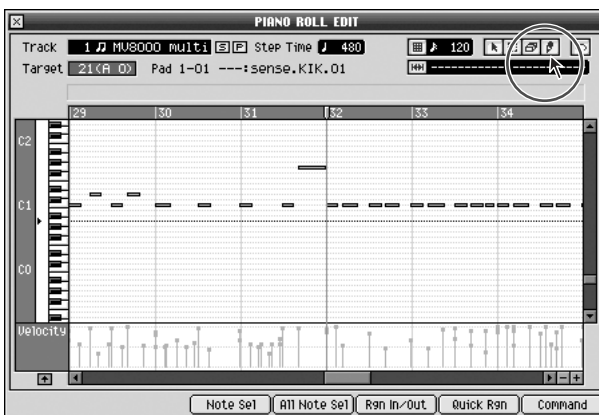 PIANO ROLL EDIT
Track 1 MV8000 multi S P Step Time 480 120
Target 21(A 0) Pad 1-01 ---:sense.KIK.01
29 30 31 32 33 34
C2
C1
C0
Velocity
Note Sel All Note Sel Rgn In/Out Quick Rgn Command